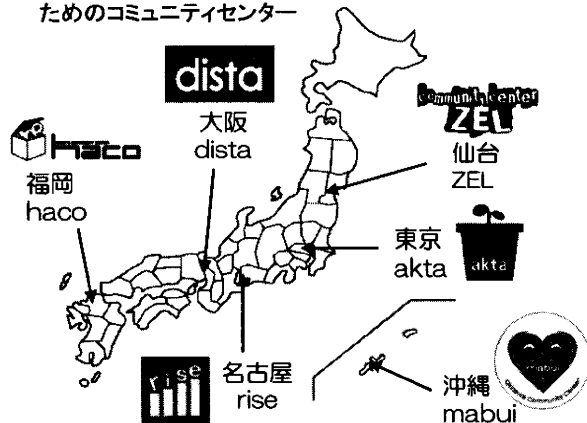 ためのコミュニティセンター
dista
大阪
dista
community center
ZEL
仙台
ZEL
haco
福岡
haco
東京
akta
akta
rise
名古屋
rise
沖縄
mabui
mabui